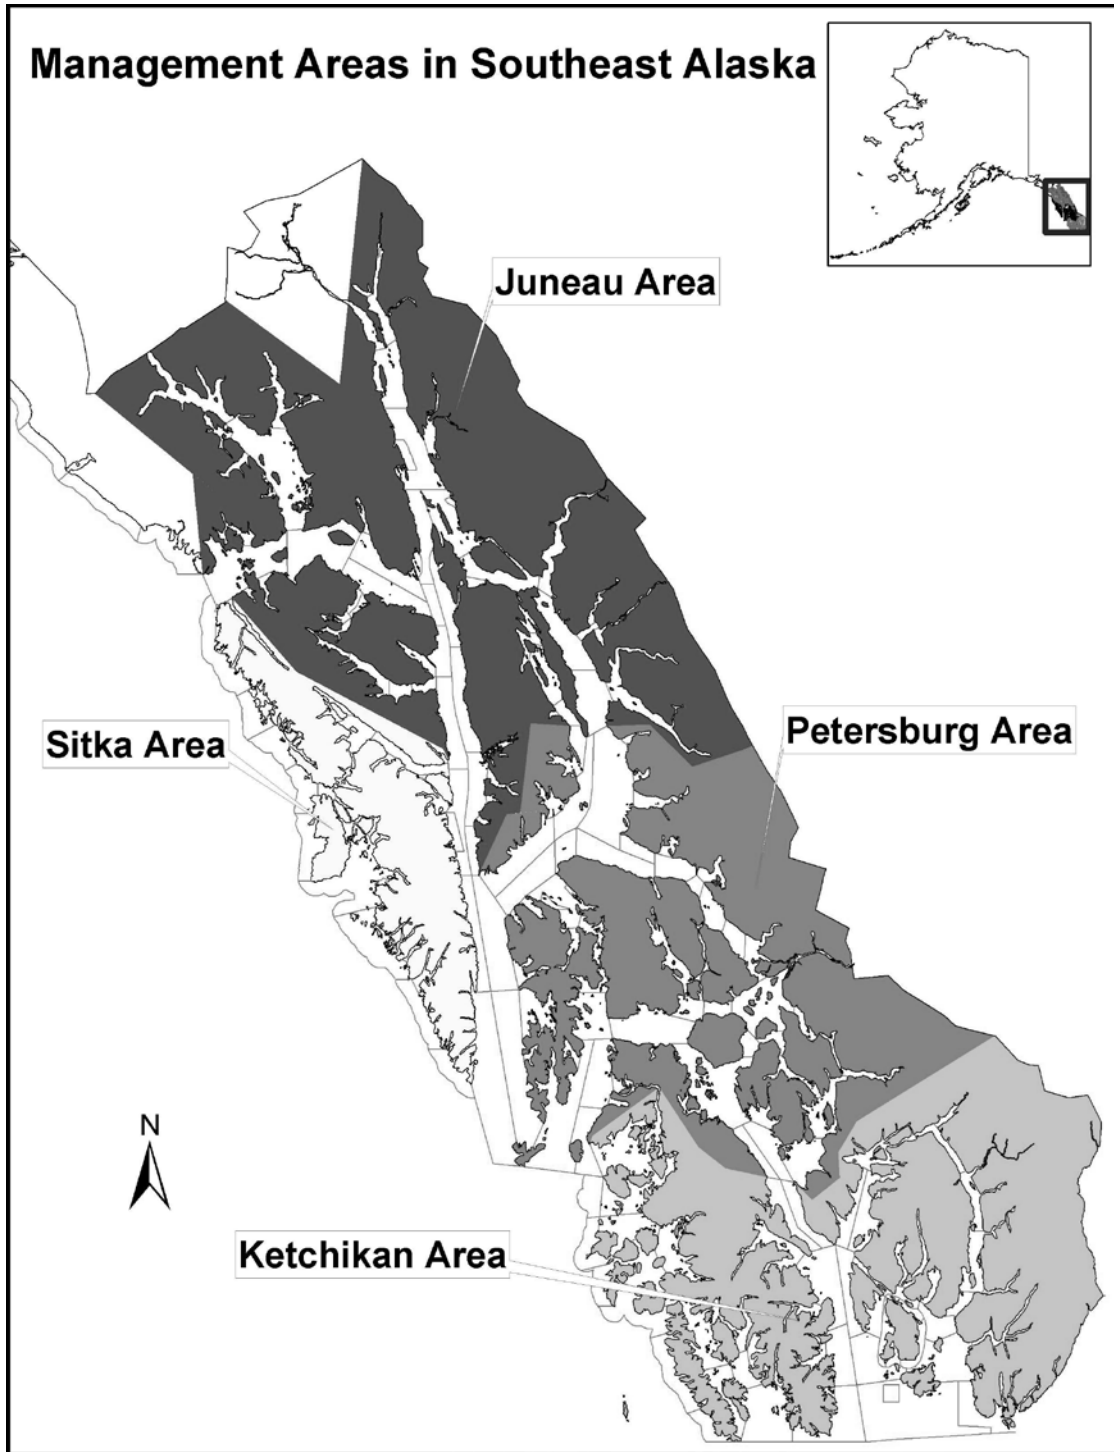 Management Areas in Southeast Alaska
Juneau Area
Sitka Area
Petersburg Area
N
Ketchikan Area